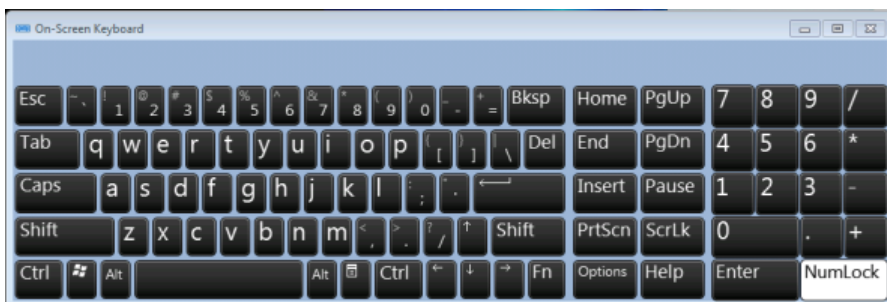 On-Screen Keyboard
Esc ~ ` ! 1 @ 2 # 3 $ 4 % 5 ^ 6 & 7 * 8 ( 9 ) 0 _ - + = Bksp Home PgUp 7 8 9 /
Tab q w e r t y u i o p { [ } ] | \ Del End PgDn 4 5 6 *
Caps a s d f g h j k l : ; " ' Insert Pause 1 2 3 -
Shift z x c v b n m < , > . ? / ↑ Shift PrtScn ScrLk 0 . +
Ctrl Alt Alt Ctrl ← ↓ → Fn Options Help Enter NumLock